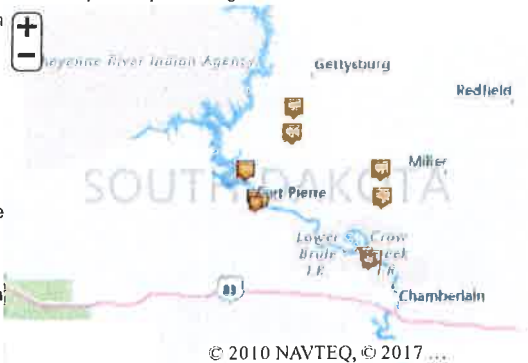 +
−
eyenne River Indian Agency
Gettysburg
Redfield
Miller
SOUTH DAKOTA
Fort Pierre
Lower
Brule
I.R.
Crow
Creek
I.R.
83
Chamberlain
© 2010 NAVTEQ, © 2017 ...